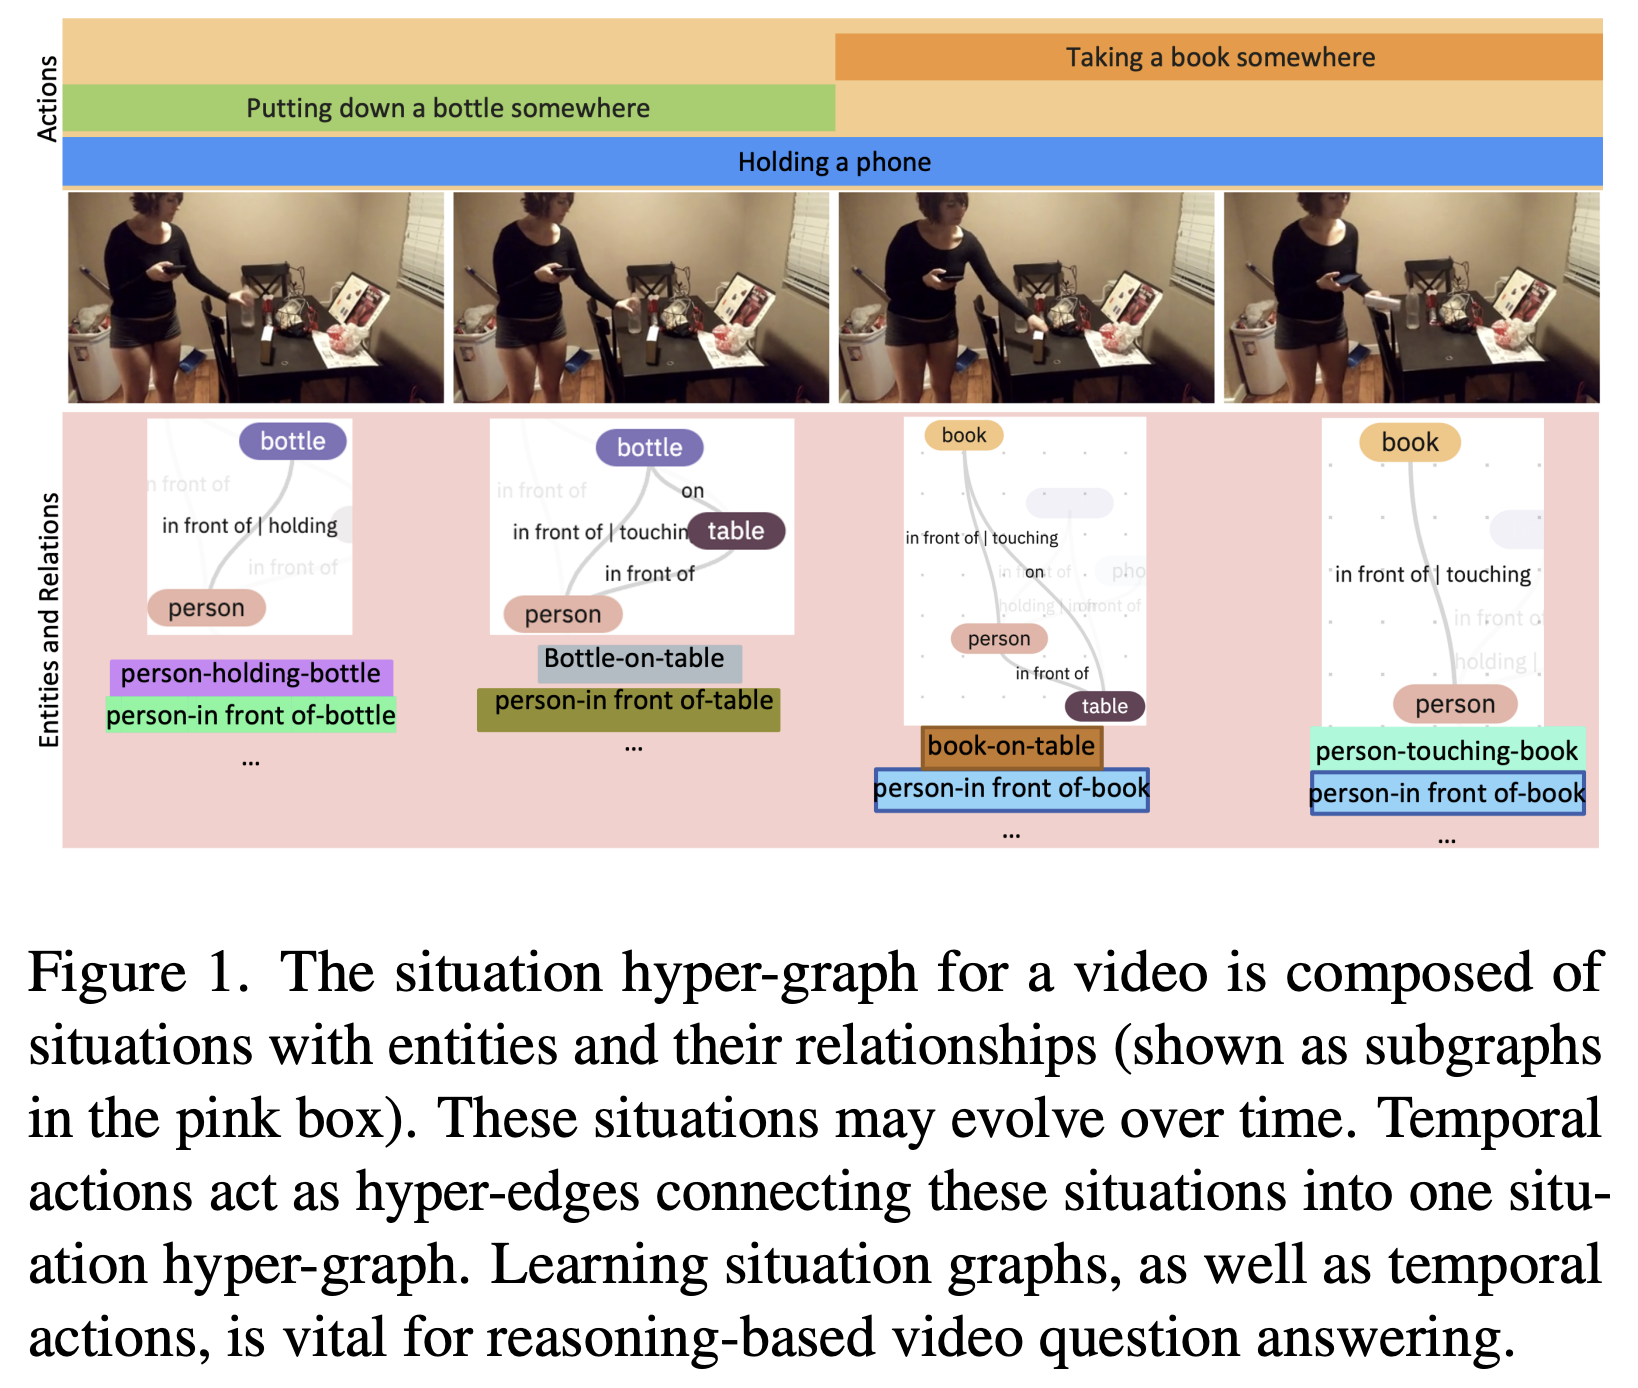 Actions
Taking a book somewhere
Putting down a bottle somewhere
Holding a phone
Entities and Relations
bottle
in front of
in front of | holding
in front of
person
person-holding-bottle
person-in front of-bottle
...
bottle
in front of
on
in front of | touchin
table
in front of
person
Bottle-on-table
person-in front of-table
...
book
in front of | touching
on
pho
person
in front of
table
book-on-table
person-in front of-book
...
book
in front of | touching
in front of
holding |
person
person-touching-book
person-in front of-book
...
Figure 1. The situation hyper-graph for a video is composed of
situations with entities and their relationships (shown as subgraphs
in the pink box). These situations may evolve over time. Temporal
actions act as hyper-edges connecting these situations into one situ-
ation hyper-graph. Learning situation graphs, as well as temporal
actions, is vital for reasoning-based video question answering.